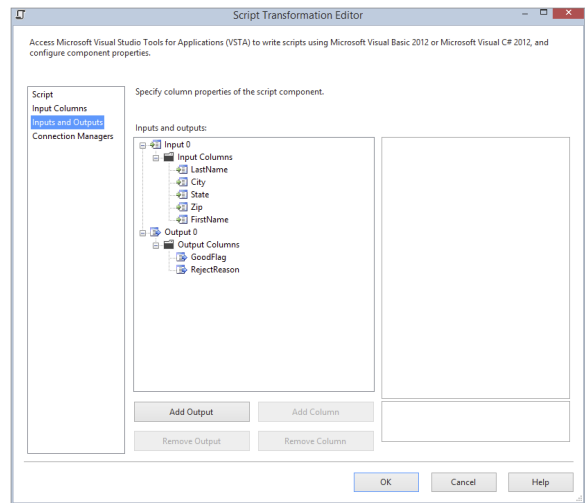 Script Transformation Editor
Access Microsoft Visual Studio Tools for Applications (VSTA) to write scripts using Microsoft Visual Basic 2012 or Microsoft Visual C# 2012, and
configure component properties.
Script
Input Columns
Inputs and Outputs
Connection Managers
Specify column properties of the script component.
Inputs and outputs:
Input 0
Input Columns
LastName
City
State
Zip
FirstName
Output 0
Output Columns
GoodFlag
RejectReason
Add Output
Add Column
Remove Output
Remove Column
OK
Cancel
Help